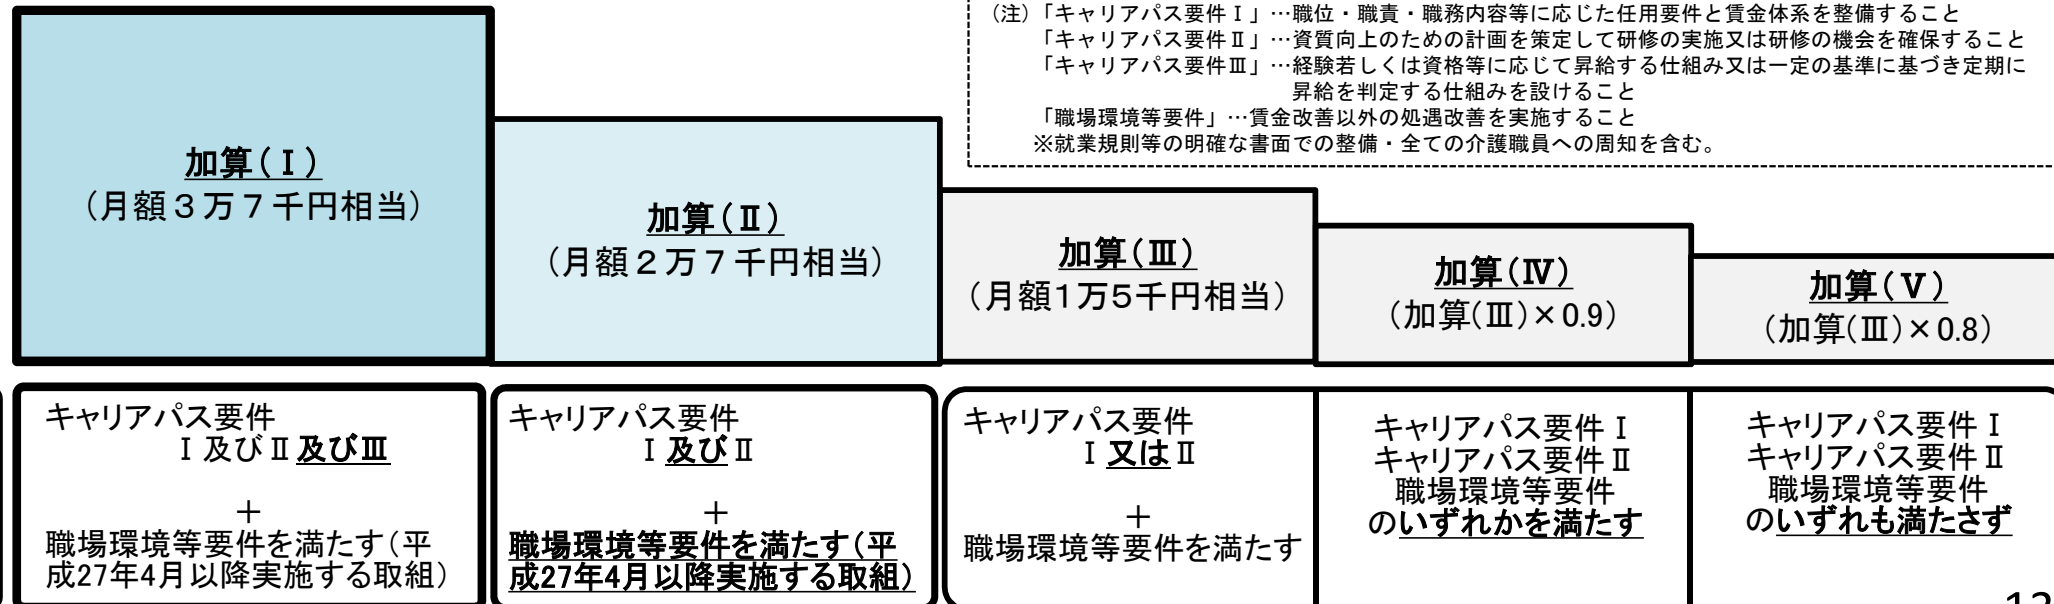 （注）「キャリアパス要件Ⅰ」…職位・職責・職務内容等に応じた任用要件と賃金体系を整備すること
「キャリアパス要件Ⅱ」…資質向上のための計画を策定して研修の実施又は研修の機会を確保すること
「キャリアパス要件Ⅲ」…経験若しくは資格等に応じて昇給する仕組み又は一定の基準に基づき定期に
昇給を判定する仕組みを設けること
「職場環境等要件」…賃金改善以外の処遇改善を実施すること
※就業規則等の明確な書面での整備・全ての介護職員への周知を含む。
加算（Ⅰ）
（月額３万７千円相当）
加算（Ⅱ）
（月額２万７千円相当）
加算（Ⅲ）
（月額1万5千円相当）
加算（Ⅳ）
（加算(Ⅲ)×0.9）
加算（Ⅴ）
（加算(Ⅲ)×0.8）
キャリアパス要件
Ⅰ及びⅡ及びⅢ
＋
職場環境等要件を満たす（平
成27年4月以降実施する取組）
キャリアパス要件
Ⅰ及びⅡ
＋
職場環境等要件を満たす（平
成27年4月以降実施する取組）
キャリアパス要件
Ⅰ又はⅡ
＋
職場環境等要件を満たす
キャリアパス要件Ⅰ
キャリアパス要件Ⅱ
職場環境等要件
のいずれかを満たす
キャリアパス要件Ⅰ
キャリアパス要件Ⅱ
職場環境等要件
のいずれも満たさず